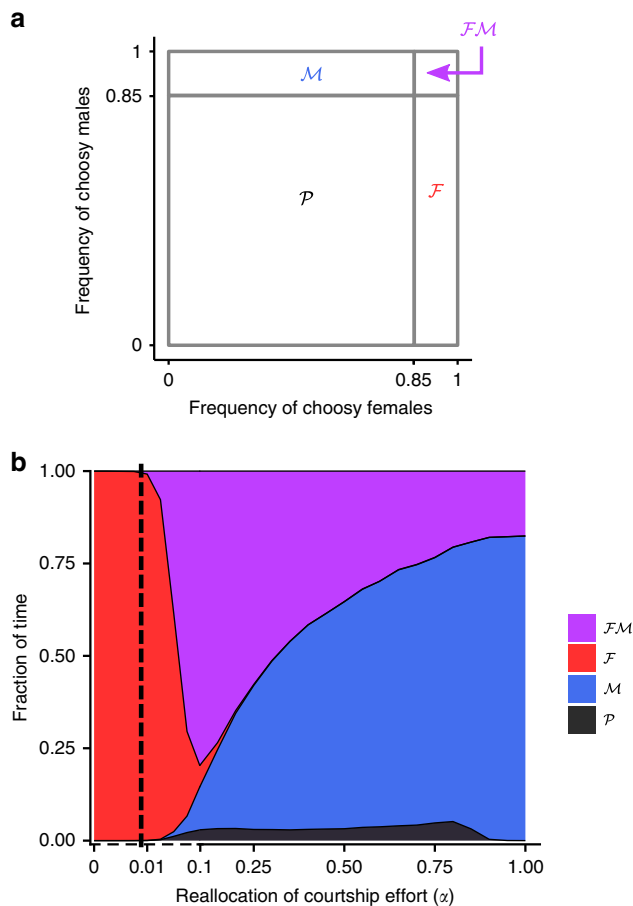 a
ℱℳ
1
ℳ
0.85
Frequency of choosy males
𝒫
ℱ
0
0 0.85 1
Frequency of choosy females
b
1.00
0.75
0.50
0.25
0.00
Fraction of time
ℱℳ
ℱ
ℳ
𝒫
0 0.01 0.1 0.25 0.50 0.75 1.00
Reallocation of courtship effort (α)